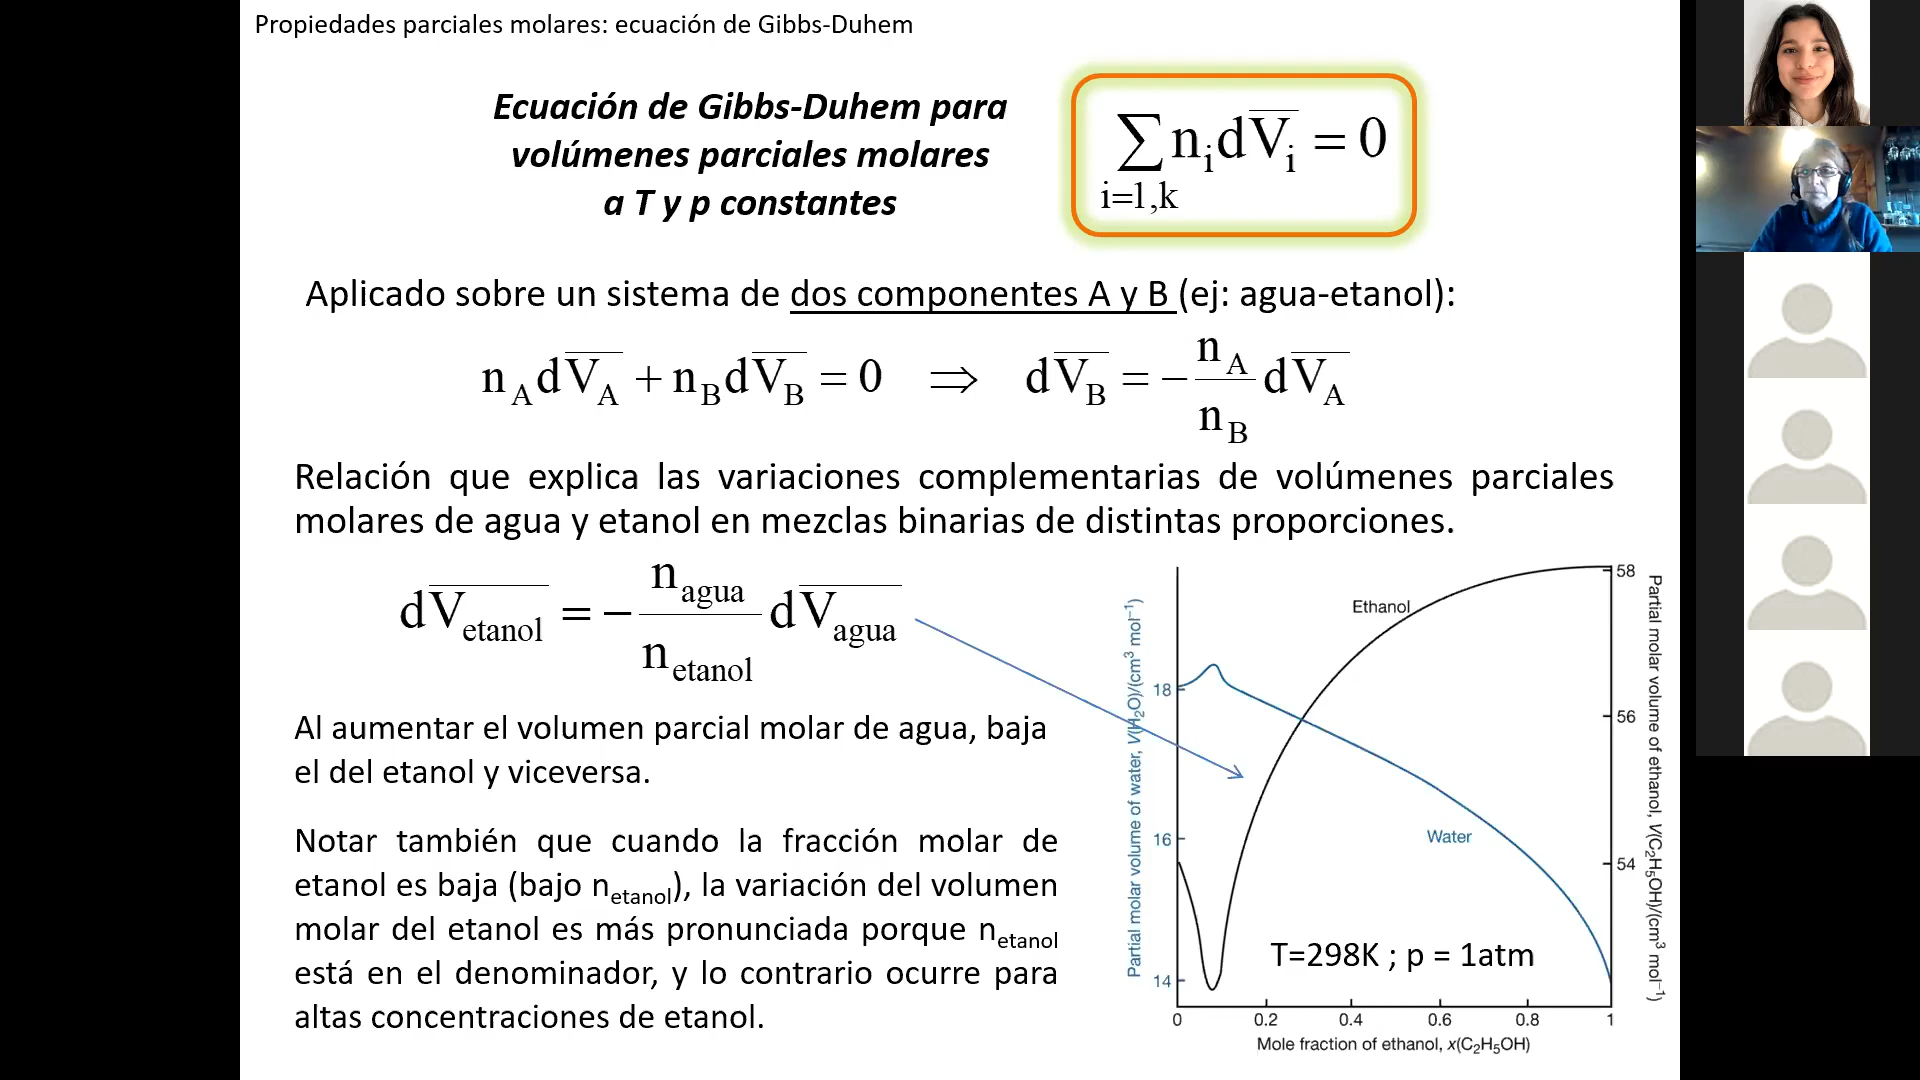 Propiedades parciales molares: ecuación de Gibbs-Duhem
Ecuación de Gibbs-Duhem para
volúmenes parciales molares
a T y p constantes
∑ nᵢdV̅ᵢ = 0
i=1,k
Aplicado sobre un sistema de dos componentes A y B (ej: agua-etanol):
n_A dV̅_A + n_B dV̅_B = 0 ⇒ dV̅_B = − (n_A / n_B) dV̅_A
Relación que explica las variaciones complementarias de volúmenes parciales
molares de agua y etanol en mezclas binarias de distintas proporciones.
dV̅_etanol = − (n_agua / n_etanol) dV̅_agua
Al aumentar el volumen parcial molar de agua, baja
el del etanol y viceversa.
Notar también que cuando la fracción molar de
etanol es baja (bajo n_etanol), la variación del volumen
molar del etanol es más pronunciada porque n_etanol
está en el denominador, y lo contrario ocurre para
altas concentraciones de etanol.
Partial molar volume of water, V(H₂O)/(cm³ mol⁻¹)
18
16
14
Ethanol
Water
T=298K ; p = 1atm
58
56
54
Partial molar volume of ethanol, V(C₂H₅OH)/(cm³ mol⁻¹)
0 0.2 0.4 0.6 0.8 1
Mole fraction of ethanol, x(C₂H₅OH)